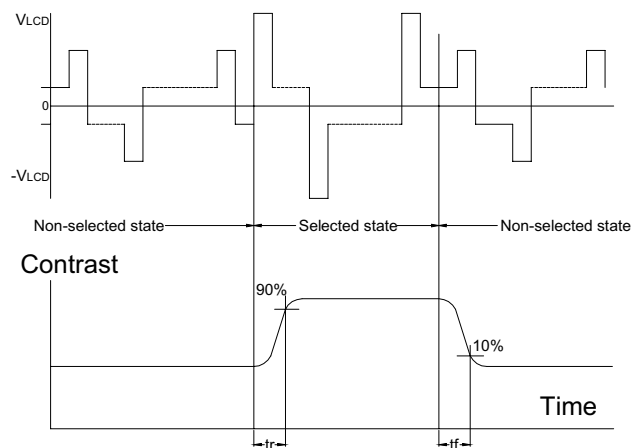 VLCD
0
-VLCD
Non-selected state
Selected state
Non-selected state
Contrast
90%
10%
Time
tr
tf